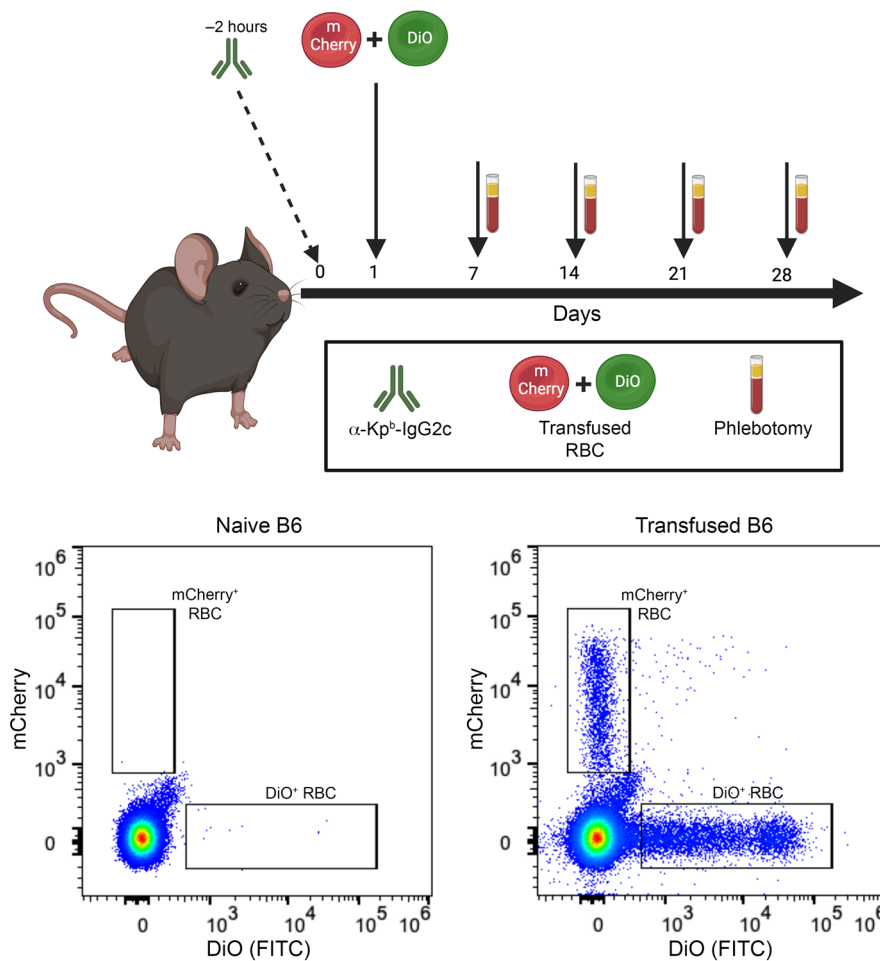 –2 hours
m
Cherry
+
DiO
0
1
7
14
21
28
Days
m
Cherry
+
DiO
α-Kpᵇ-IgG2c
Transfused
RBC
Phlebotomy
Naive B6
10⁶
10⁵
10⁴
10³
0
mCherry
mCherry⁺
RBC
DiO⁺ RBC
0
10³
10⁴
10⁵
10⁶
DiO (FITC)
Transfused B6
10⁶
10⁵
10⁴
10³
0
mCherry
mCherry⁺
RBC
DiO⁺ RBC
0
10³
10⁴
10⁵
10⁶
DiO (FITC)